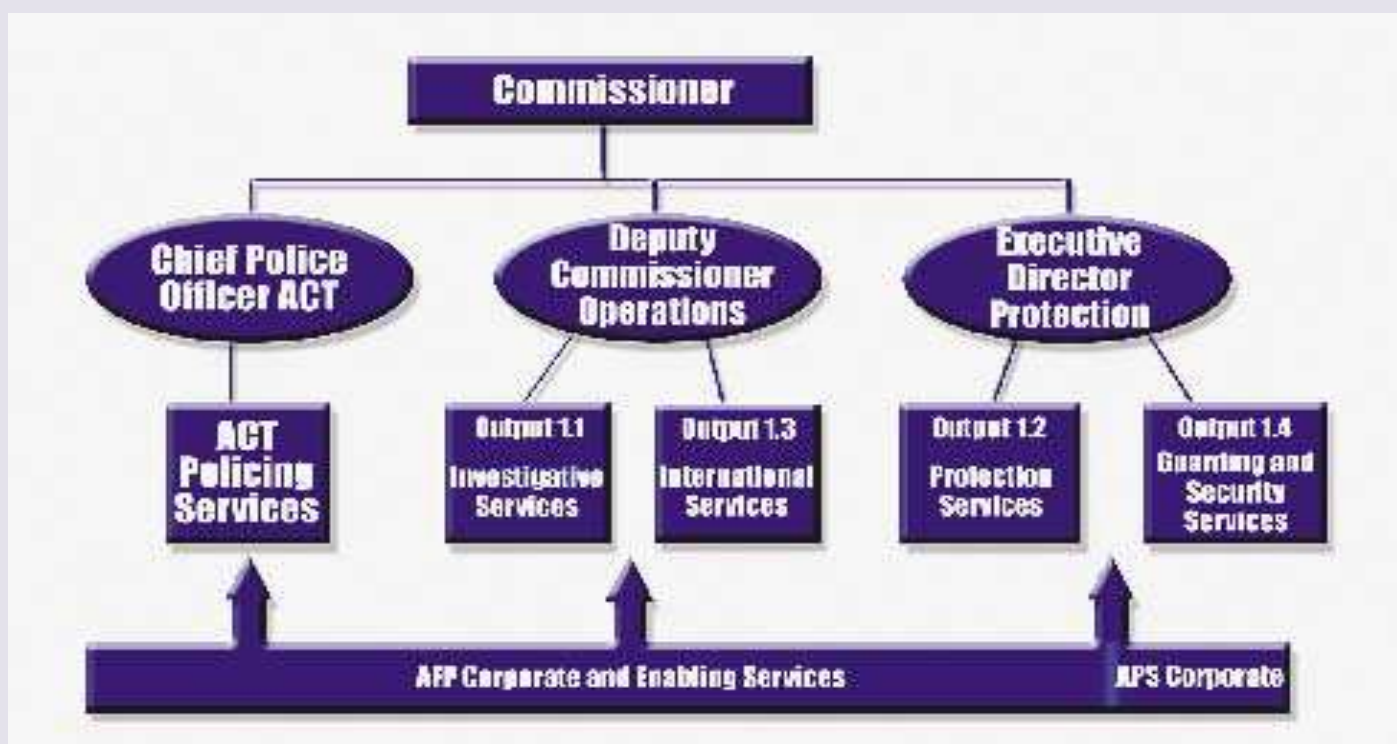 Commissioner
Chief Police
Officer ACT
Deputy
Commissioner
Operations
Executive
Director
Protection
ACT
Policing
Services
Output 1.1
Investigative
Services
Output 1.3
International
Services
Output 1.2
Protection
Services
Output 1.4
Guarding and
Security
Services
AFP Corporate and Enabling Services
APS Corporate